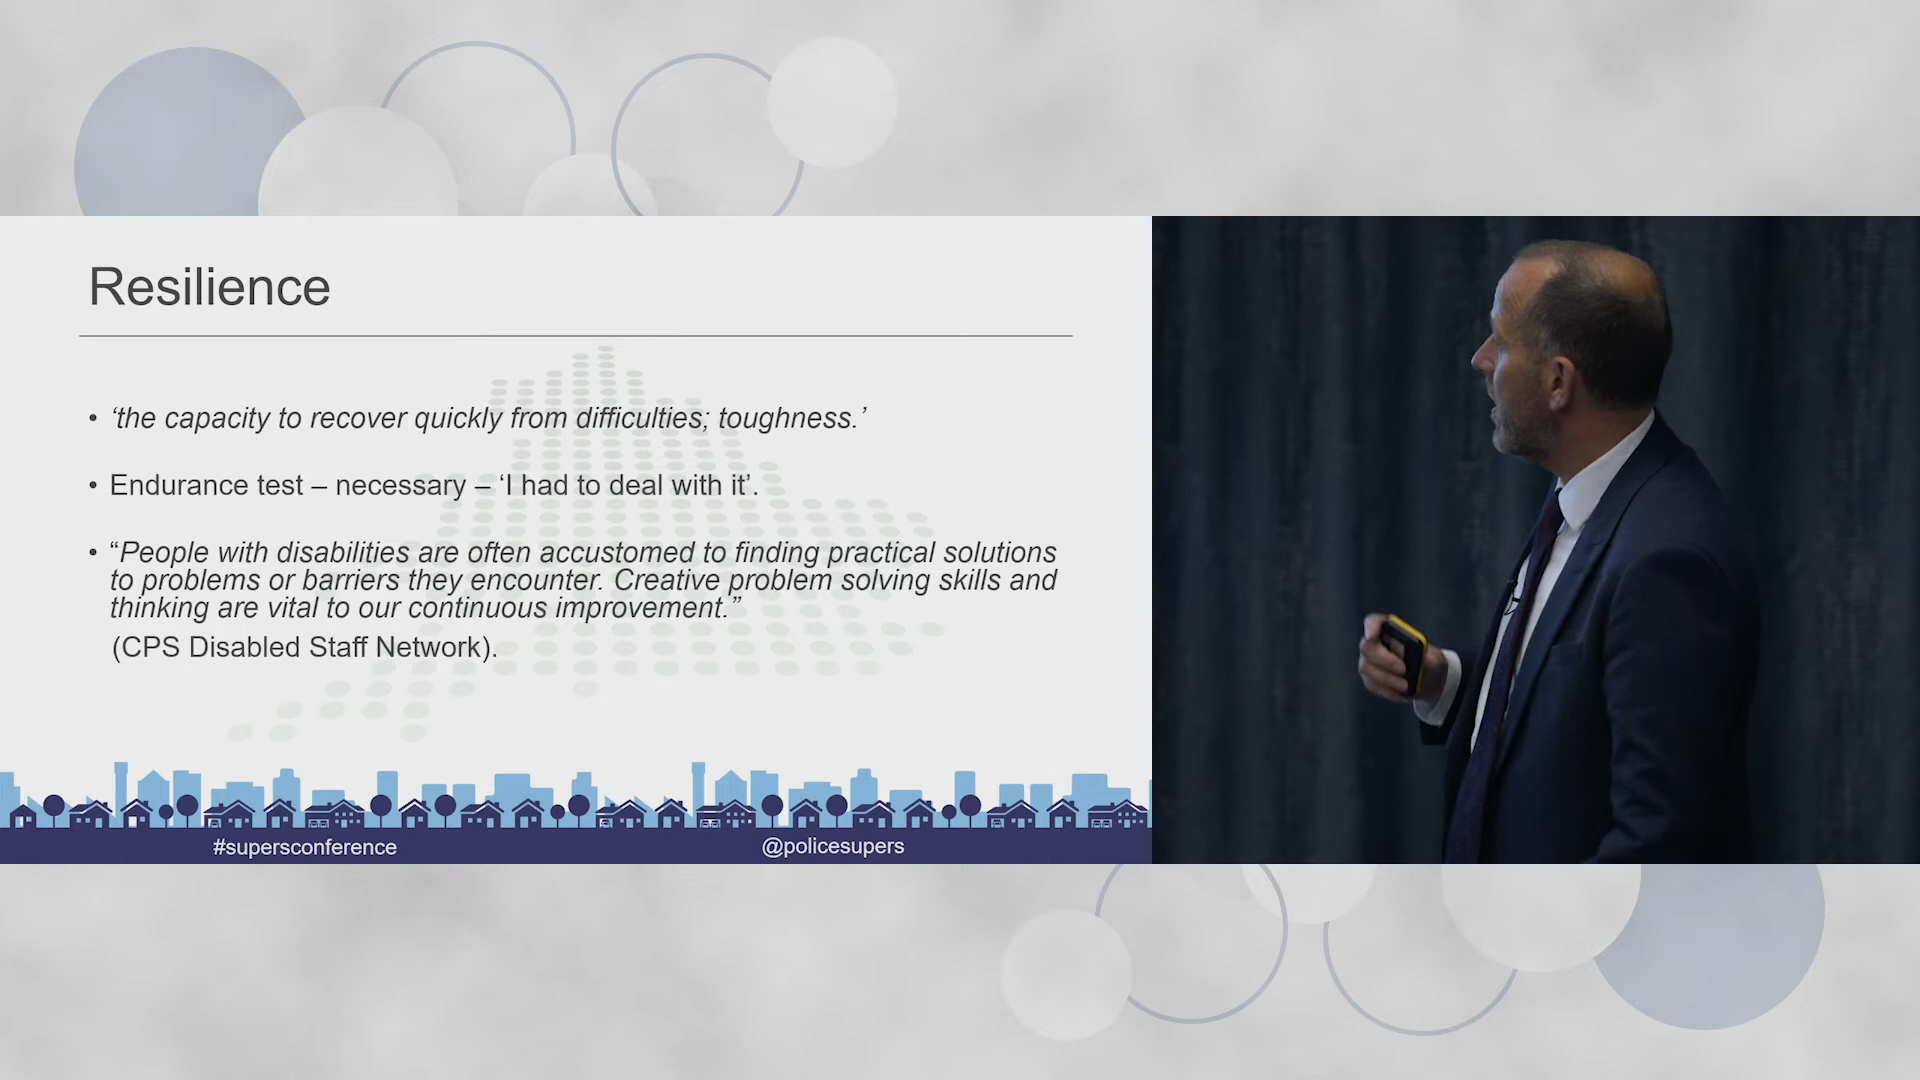 Resilience
• ‘the capacity to recover quickly from difficulties; toughness.’
• Endurance test – necessary – ‘I had to deal with it’.
• “People with disabilities are often accustomed to finding practical solutions
to problems or barriers they encounter. Creative problem solving skills and
thinking are vital to our continuous improvement.”
(CPS Disabled Staff Network).
#supersconference
@policesupers